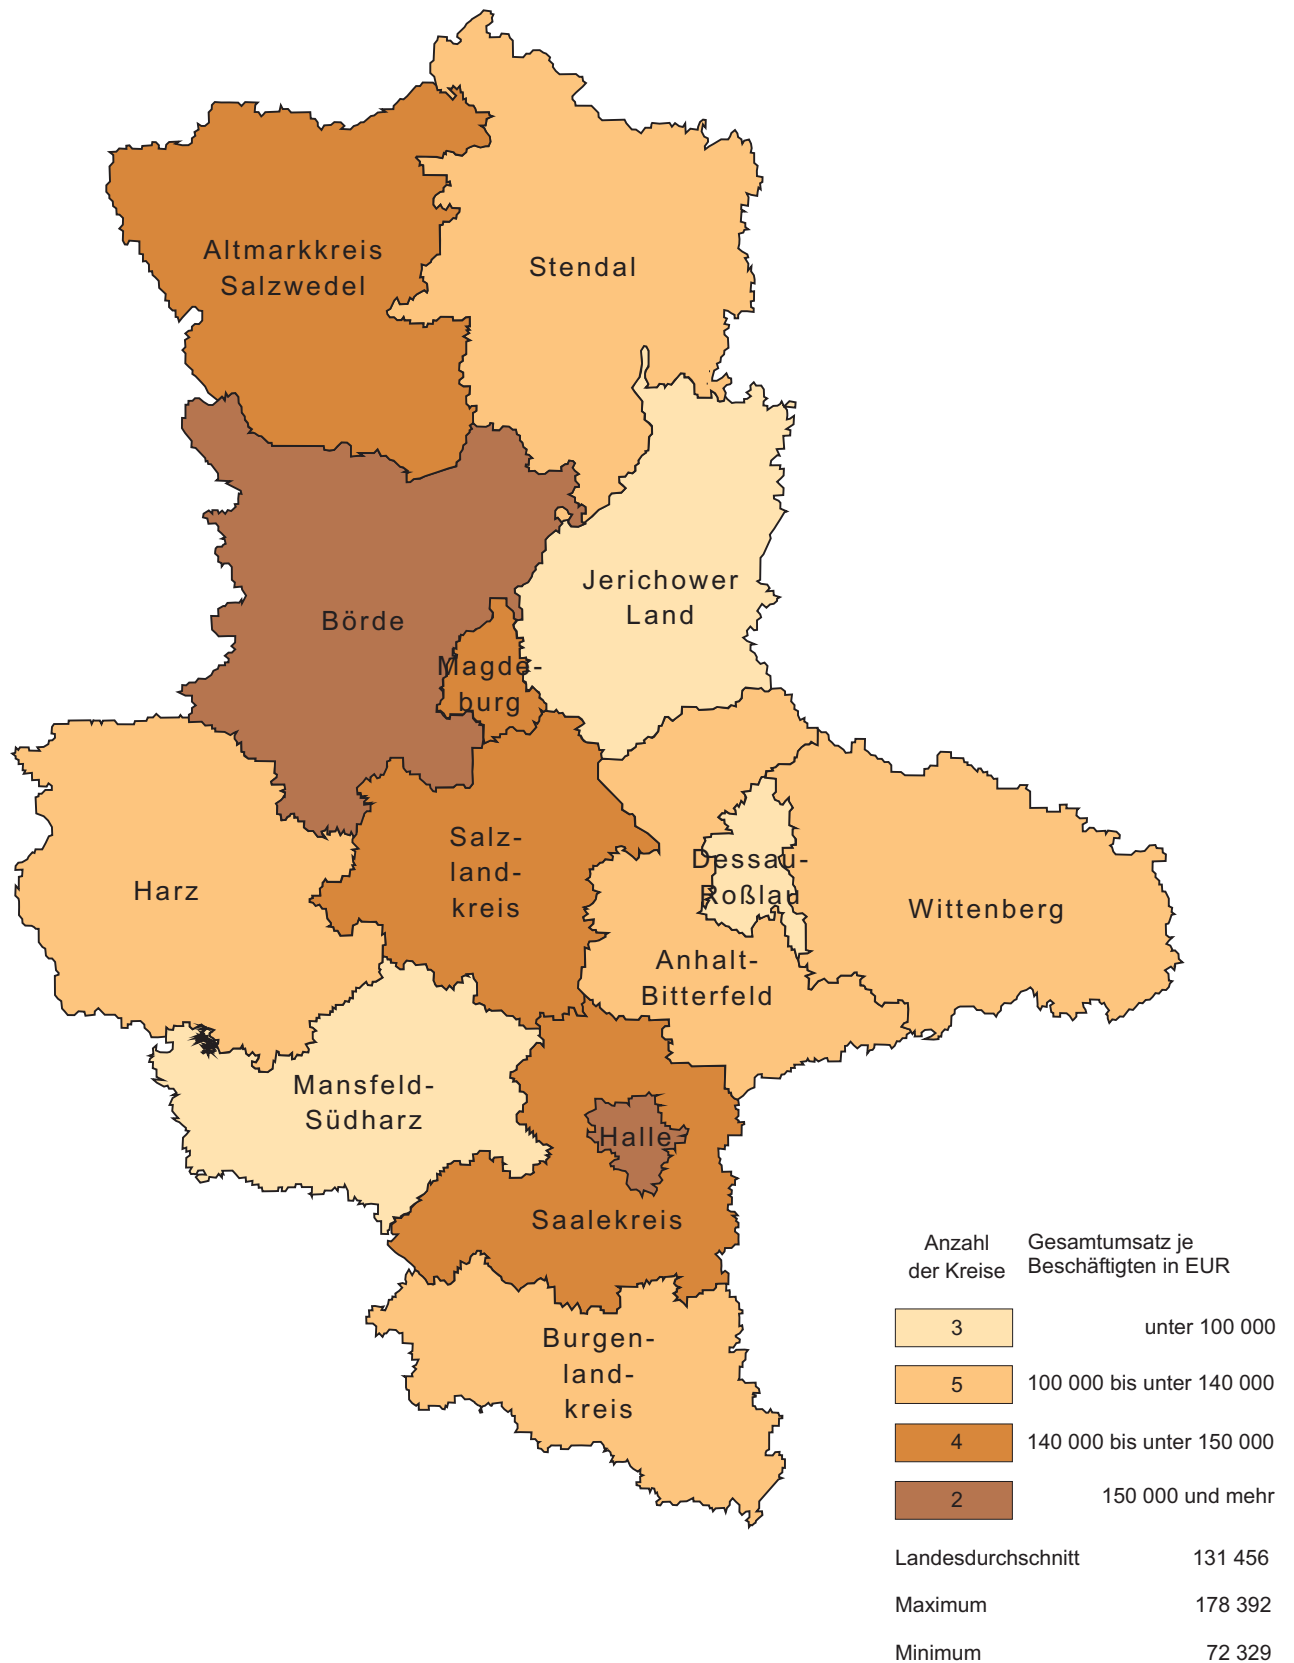 Altmarkkreis
Salzwedel
Stendal
Jerichower
Land
Börde
Magde-
burg
Salz-
land-
kreis
Harz
Dessau-
Roßlau
Wittenberg
Anhalt-
Bitterfeld
Mansfeld-
Südharz
Halle
Saalekreis
Burgen-
land-
kreis
Anzahl
der Kreise
Gesamtumsatz je
Beschäftigten in EUR
3 unter 100 000
5 100 000 bis unter 140 000
4 140 000 bis unter 150 000
2 150 000 und mehr
Landesdurchschnitt 131 456
Maximum 178 392
Minimum 72 329